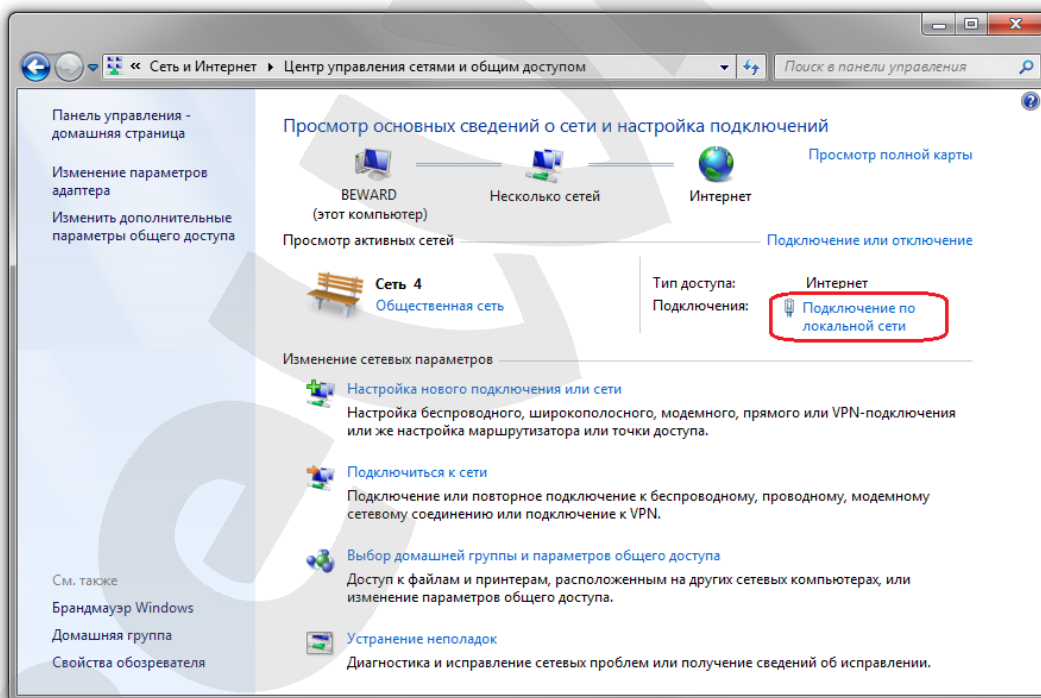 « Сеть и Интернет ▸ Центр управления сетями и общим доступом
Поиск в панели управления
Панель управления -
домашняя страница
Изменение параметров
адаптера
Изменить дополнительные
параметры общего доступа
См. также
Брандмауэр Windows
Домашняя группа
Свойства обозревателя
Просмотр основных сведений о сети и настройка подключений
Просмотр полной карты
BEWARD
(этот компьютер)
Несколько сетей
Интернет
Просмотр активных сетей
Подключение или отключение
Сеть 4
Общественная сеть
Тип доступа: Интернет
Подключения: Подключение по
локальной сети
Изменение сетевых параметров
Настройка нового подключения или сети
Настройка беспроводного, широкополосного, модемного, прямого или VPN-подключения
или же настройка маршрутизатора или точки доступа.
Подключиться к сети
Подключение или повторное подключение к беспроводному, проводному, модемному
сетевому соединению или подключение к VPN.
Выбор домашней группы и параметров общего доступа
Доступ к файлам и принтерам, расположенным на других сетевых компьютерах, или
изменение параметров общего доступа.
Устранение неполадок
Диагностика и исправление сетевых проблем или получение сведений об исправлении.